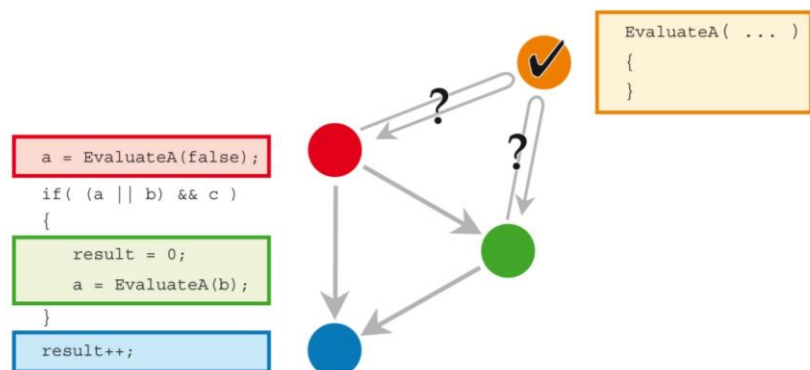 EvaluateA( ... )
{
}
?
?
a = EvaluateA(false);
if( (a || b) && c )
{
result = 0;
a = EvaluateA(b);
}
result++;